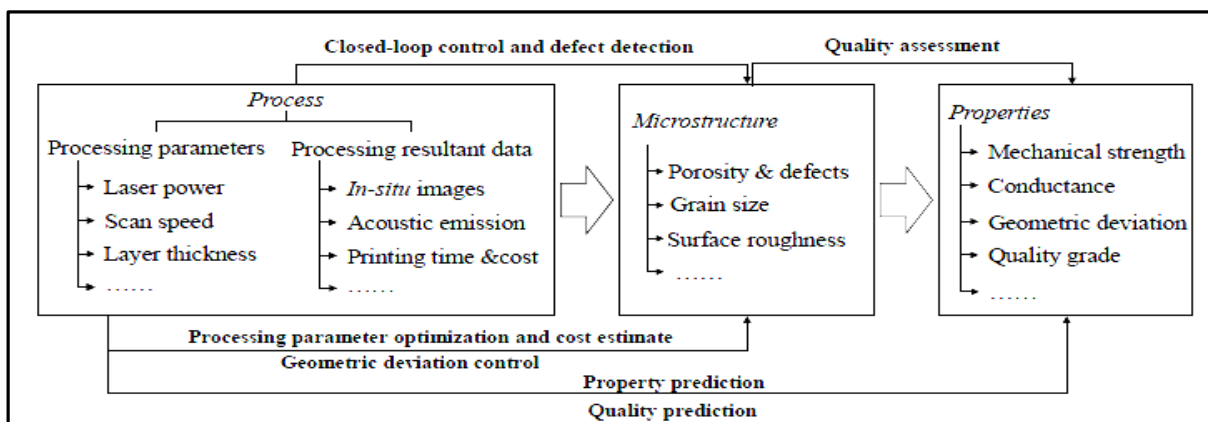 Closed-loop control and defect detection
Quality assessment
Process
Processing parameters
Laser power
Scan speed
Layer thickness
……
Processing resultant data
In-situ images
Acoustic emission
Printing time &cost
……
Microstructure
Porosity & defects
Grain size
Surface roughness
……
Properties
Mechanical strength
Conductance
Geometric deviation
Quality grade
……
Processing parameter optimization and cost estimate
Geometric deviation control
Property prediction
Quality prediction